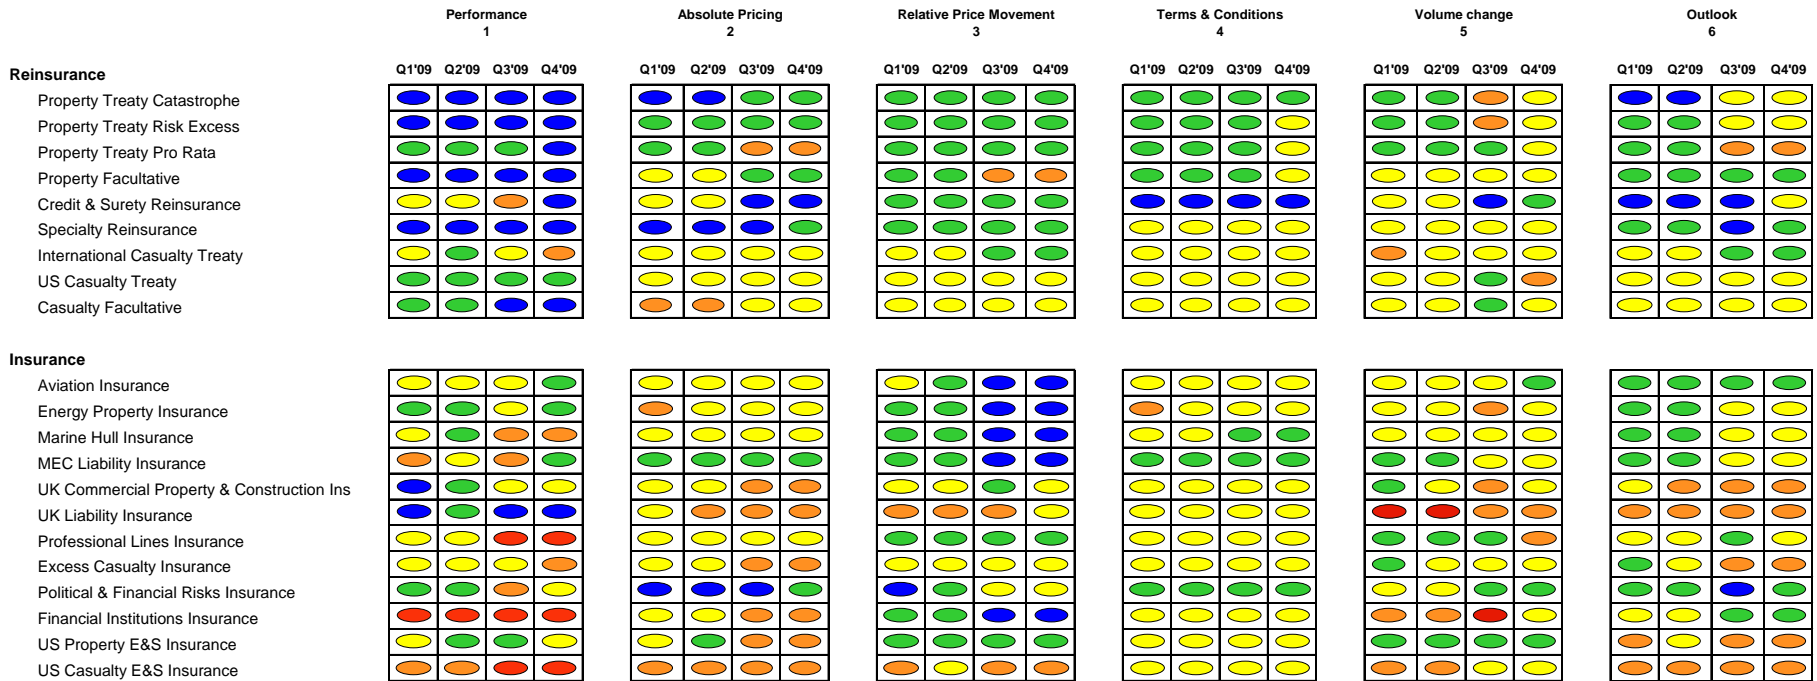 Performance Absolute Pricing Relative Price Movement Terms & Conditions Volume change Outlook
1 2 3 4 5 6
Reinsurance Q1'09 Q2'09 Q3'09 Q4'09 Q1'09 Q2'09 Q3'09 Q4'09 Q1'09 Q2'09 Q3'09 Q4'09 Q1'09 Q2'09 Q3'09 Q4'09 Q1'09 Q2'09 Q3'09 Q4'09 Q1'09 Q2'09 Q3'09 Q4'09
Property Treaty Catastrophe
Property Treaty Risk Excess
Property Treaty Pro Rata
Property Facultative
Credit & Surety Reinsurance
Specialty Reinsurance
International Casualty Treaty
US Casualty Treaty
Casualty Facultative
Insurance
Aviation Insurance
Energy Property Insurance
Marine Hull Insurance
MEC Liability Insurance
UK Commercial Property & Construction Ins
UK Liability Insurance
Professional Lines Insurance
Excess Casualty Insurance
Political & Financial Risks Insurance
Financial Institutions Insurance
US Property E&S Insurance
US Casualty E&S Insurance